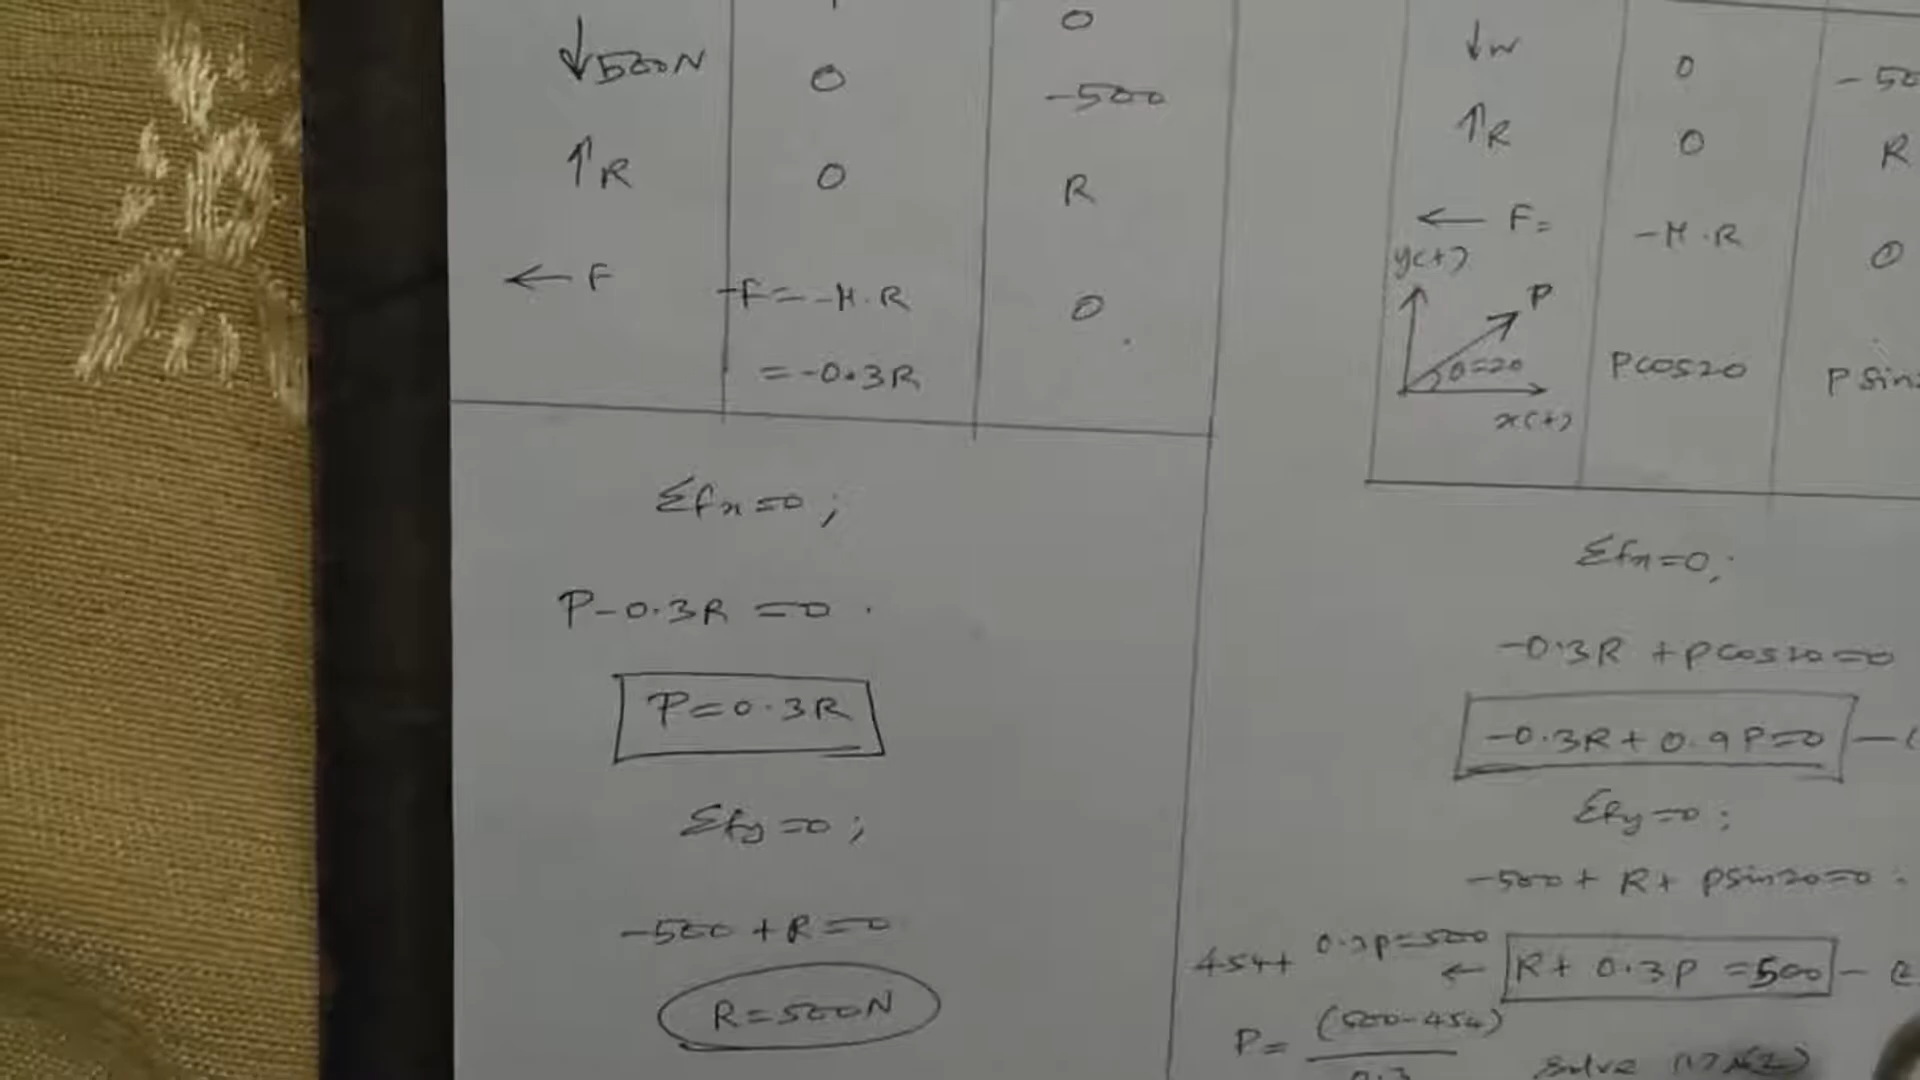 0
↓500N 0 -500
↑R 0 R
← F -F=-M.R 0
=-0.3R
Σfx=0;
P-0.3R=0.
P=0.3R
Σfy=0;
-500+R=0
R=500N
↓W 0
↑R 0 R
← F= -M.R 0
y(+)
P
θ=20 Pcos20
x(+)
Σfx=0;
-0.3R+Pcos20=0
-0.3R+0.9P=0
Σfy=0;
-500+R+Psin20=0
454+0.3P=500 ← R+0.3P=500
P=(500-454)
0.3